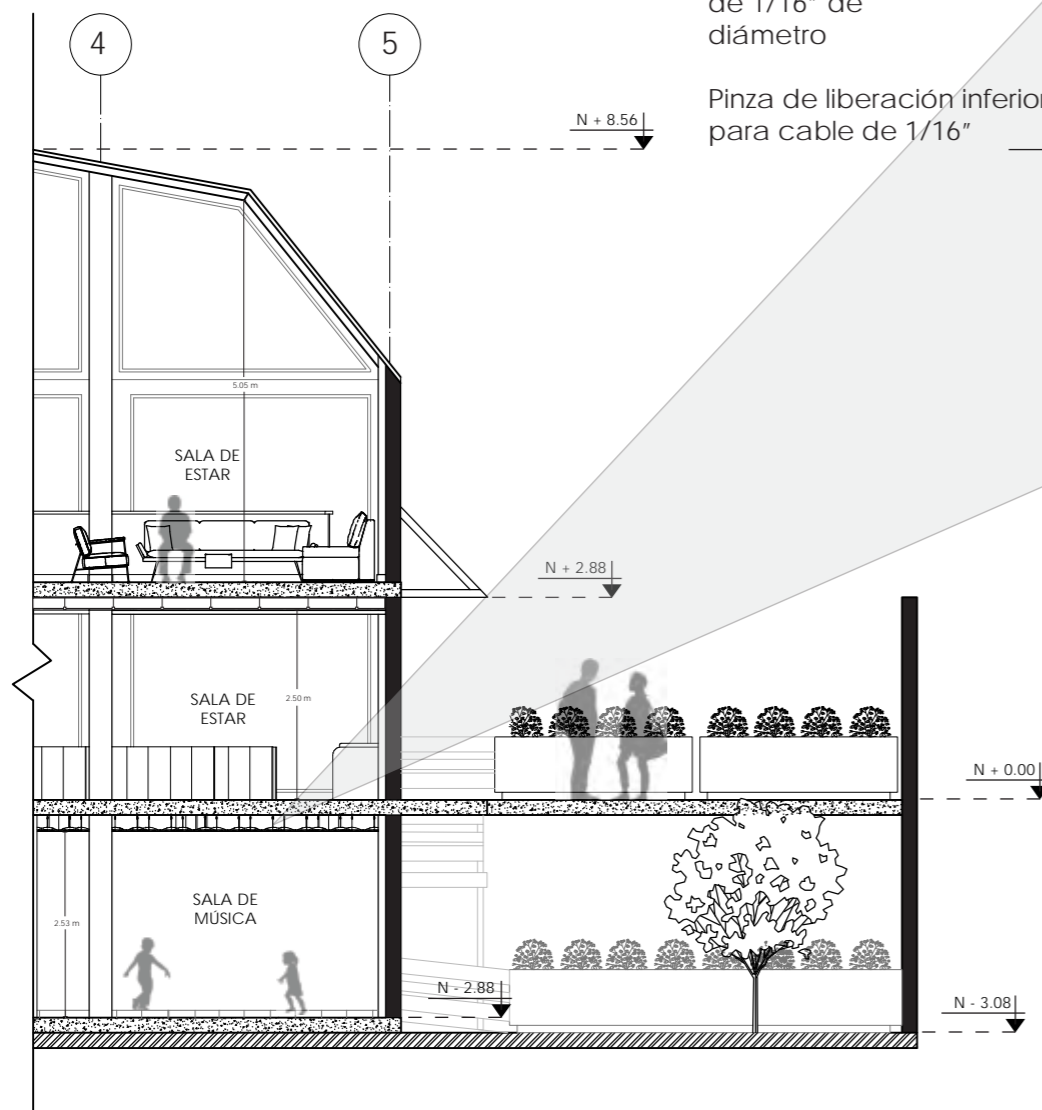 de 1/16" de
diámetro
4
5
N + 8.56
Pinza de liberación inferior
para cable de 1/16"
5.05 m
SALA DE
ESTAR
N + 2.88
SALA DE
ESTAR
2.50 m
N + 0.00
SALA DE
MÚSICA
2.53 m
N - 2.88
N - 3.08